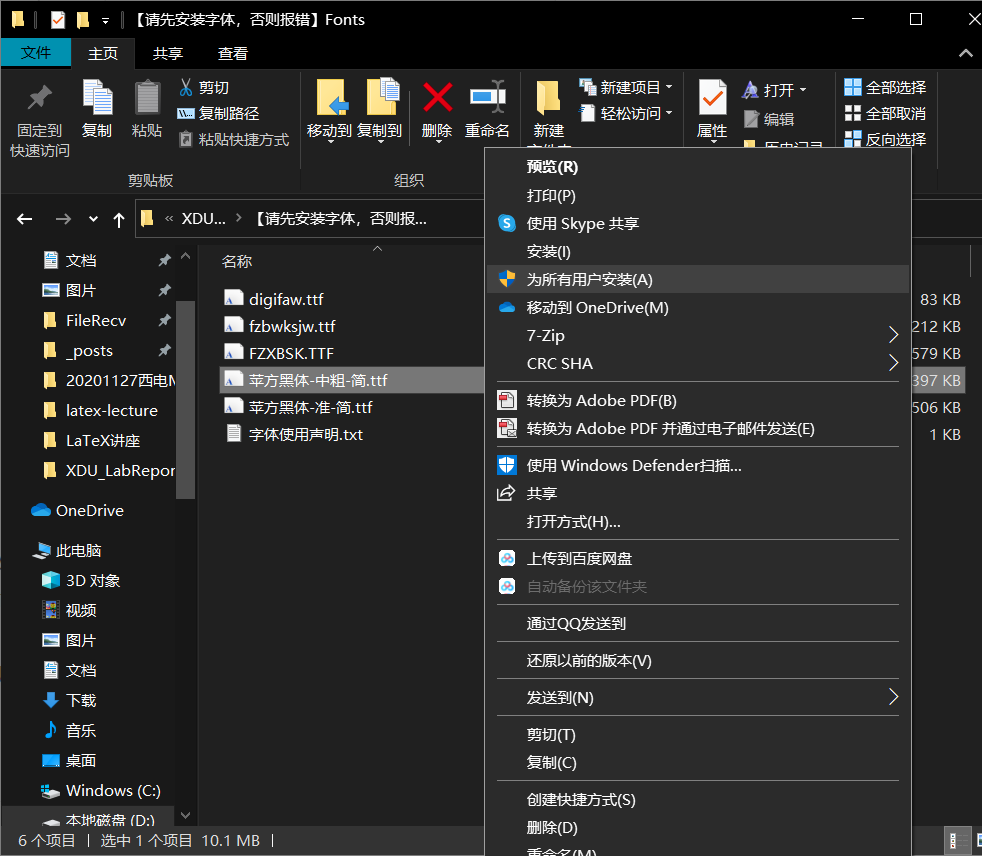 【请先安装字体，否则报错】Fonts
文件 主页 共享 查看
固定到
快速访问
复制
粘贴
剪切
复制路径
粘贴快捷方式
剪贴板
移动到 复制到 删除 重命名
组织
新建
新建项目
轻松访问
属性
打开
编辑
历史记录
全部选择
全部取消
反向选择
« XDU... › 【请先安装字体，否则报...
文档
图片
FileRecv
_posts
20201127西电
latex-lecture
LaTeX讲座
XDU_LabRepor
OneDrive
此电脑
3D 对象
视频
图片
文档
下载
音乐
桌面
Windows (C:)
本地磁盘 (D:)
名称
digifaw.ttf 83 KB
fzbwksjw.ttf 212 KB
FZXBSK.TTF 579 KB
苹方黑体-中粗-简.ttf 397 KB
苹方黑体-准-简.ttf 506 KB
字体使用声明.txt 1 KB
预览(R)
打印(P)
使用 Skype 共享
安装(I)
为所有用户安装(A)
移动到 OneDrive(M)
7-Zip
CRC SHA
转换为 Adobe PDF(B)
转换为 Adobe PDF 并通过电子邮件发送(E)
使用 Windows Defender扫描...
共享
打开方式(H)...
上传到百度网盘
自动备份该文件夹
通过QQ发送到
还原以前的版本(V)
发送到(N)
剪切(T)
复制(C)
创建快捷方式(S)
删除(D)
重命名(M)
6 个项目 选中 1 个项目 10.1 MB